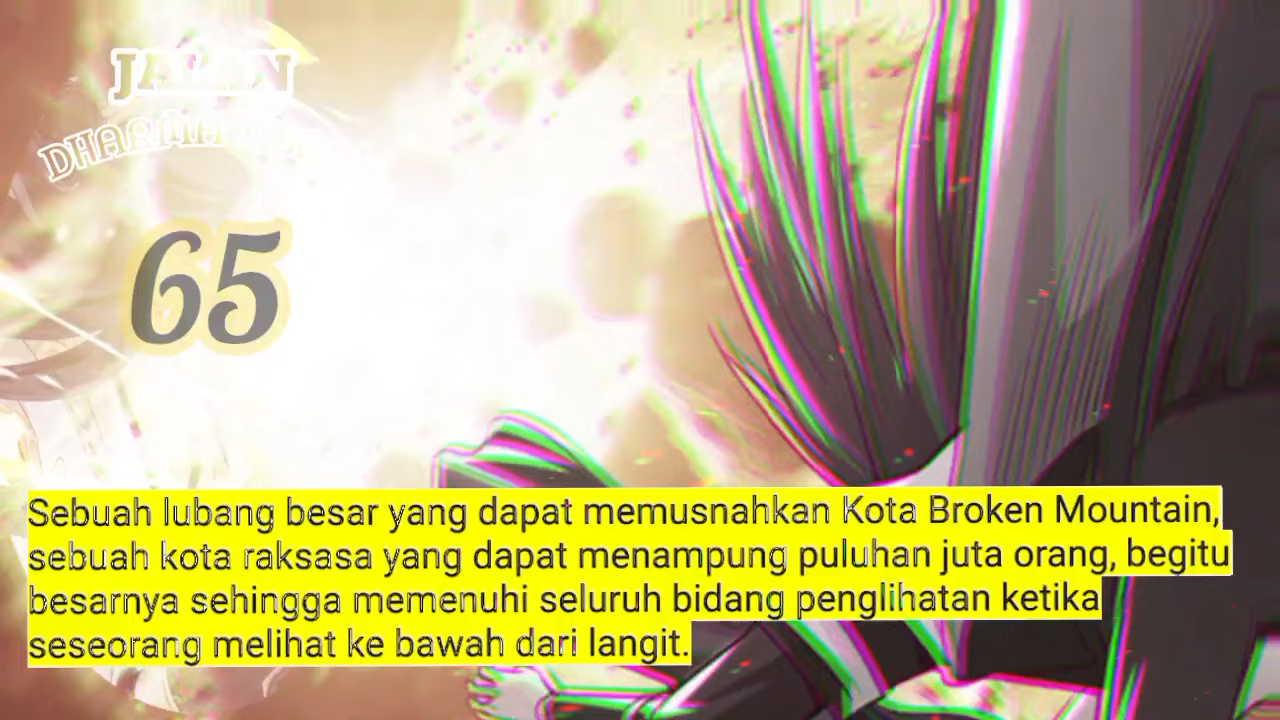 JALAN
65
Sebuah lubang besar yang dapat memusnahkan Kota Broken Mountain,
sebuah kota raksasa yang dapat menampung puluhan juta orang, begitu
besarnya sehingga memenuhi seluruh bidang penglihatan ketika
seseorang melihat ke bawah dari langit.